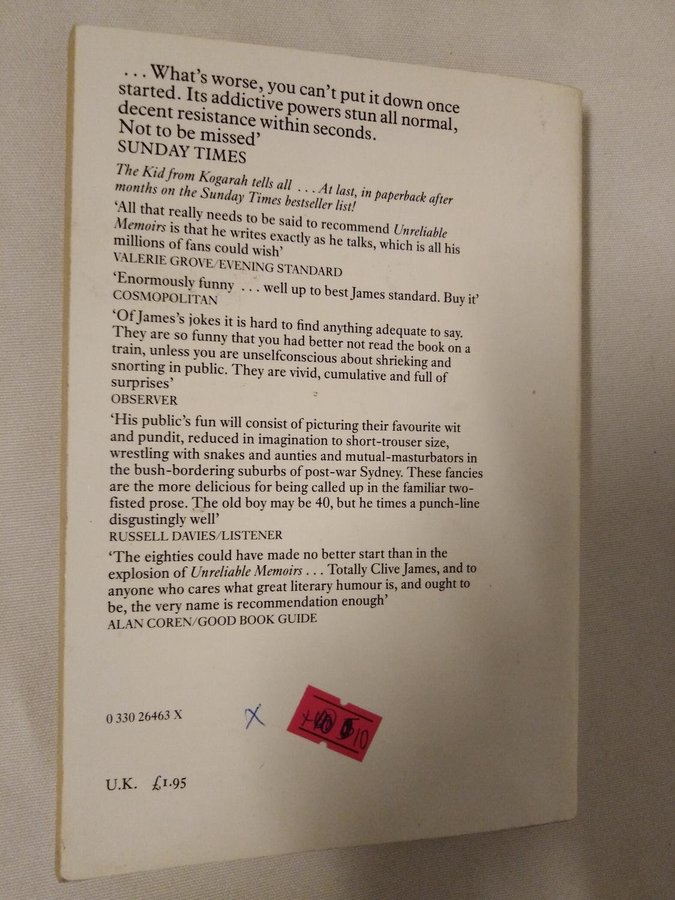 ... What's worse, you can't put it down once
started. Its addictive powers stun all normal,
decent resistance within seconds.
Not to be missed'
SUNDAY TIMES
The Kid from Kogarah tells all ... At last, in paperback after
months on the Sunday Times bestseller list!
'All that really needs to be said to recommend Unreliable
Memoirs is that he writes exactly as he talks, which is all his
millions of fans could wish'
VALERIE GROVE/EVENING STANDARD
'Enormously funny ... well up to best James standard. Buy it'
COSMOPOLITAN
'Of James's jokes it is hard to find anything adequate to say.
They are so funny that you had better not read the book on a
train, unless you are unselfconscious about shrieking and
snorting in public. They are vivid, cumulative and full of
surprises'
OBSERVER
'His public's fun will consist of picturing their favourite wit
and pundit, reduced in imagination to short-trouser size,
wrestling with snakes and aunties and mutual-masturbators in
the bush-bordering suburbs of post-war Sydney. These fancies
are the more delicious for being called up in the familiar two-
fisted prose. The old boy may be 40, but he times a punch-line
disgustingly well'
RUSSELL DAVIES/LISTENER
'The eighties could have made no better start than in the
explosion of Unreliable Memoirs ... Totally Clive James, and to
anyone who cares what great literary humour is, and ought to
be, the very name is recommendation enough'
ALAN COREN/GOOD BOOK GUIDE
0 330 26463 X
X
10
U.K. £1.95